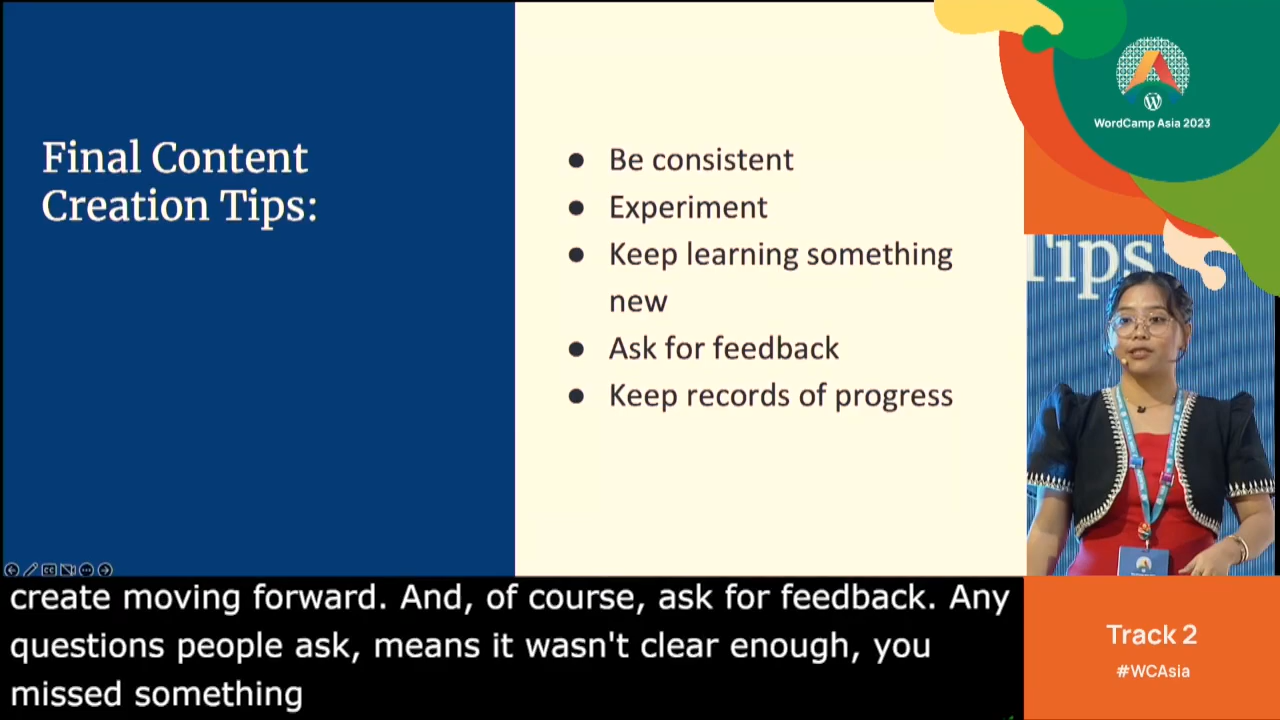 Final Content
Creation Tips:
● Be consistent
● Experiment
● Keep learning something
new
● Ask for feedback
● Keep records of progress
WordCamp Asia 2023
Tips
create moving forward. And, of course, ask for feedback. Any
questions people ask, means it wasn't clear enough, you
missed something
Track 2
#WCAsia